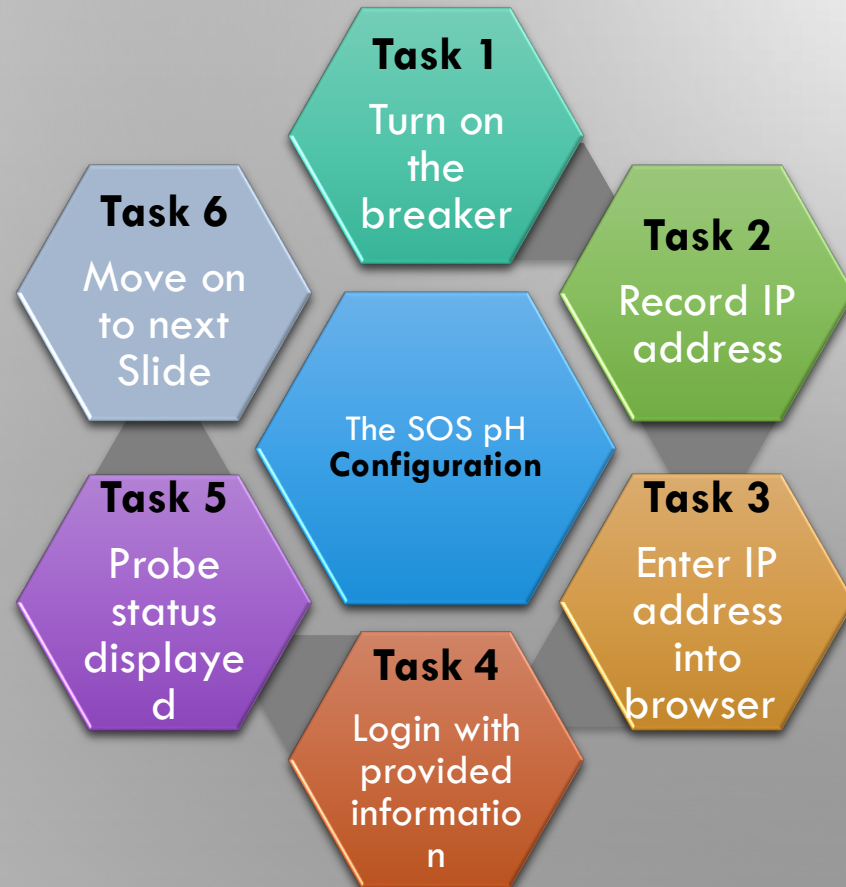 Task 1
Turn on
the
breaker
Task 2
Record IP
address
Task 3
Enter IP
address
into
browser
Task 4
Login with
provided
informatio
n
Task 5
Probe
status
displaye
d
Task 6
Move on
to next
Slide
The SOS pH
Configuration